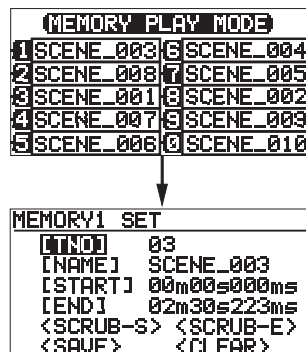 MEMORY PLAY MODE
1 SCENE_003 6 SCENE_004
2 SCENE_008 7 SCENE_005
3 SCENE_001 8 SCENE_002
4 SCENE_007 9 SCENE_009
5 SCENE_006 0 SCENE_010
MEMORY1 SET
[TNO] 03
[NAME] SCENE_003
[START] 00m00s000ms
[END] 02m30s223ms
<SCRUB-S> <SCRUB-E>
<SAVE> <CLEAR>